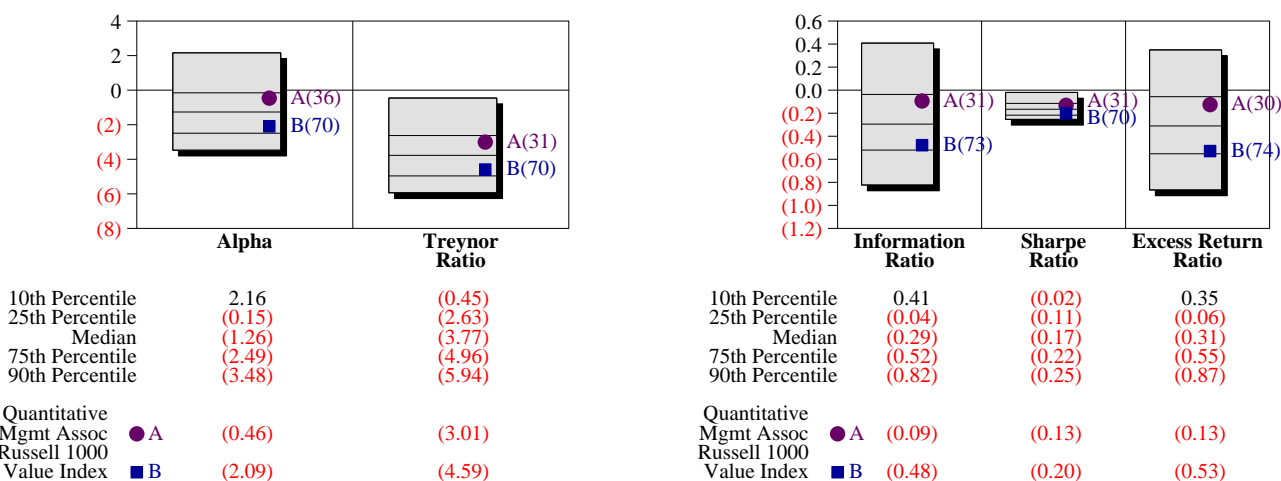 4
2
0
(2)
(4)
(6)
(8)
A(36)
B(70)
A(31)
B(70)
Alpha
Treynor
Ratio
10th Percentile 2.16 (0.45)
25th Percentile (0.15) (2.63)
Median (1.26) (3.77)
75th Percentile (2.49) (4.96)
90th Percentile (3.48) (5.94)
Quantitative
Mgmt Assoc A (0.46) (3.01)
Russell 1000
Value Index B (2.09) (4.59)
0.6
0.4
0.2
0.0
(0.2)
(0.4)
(0.6)
(0.8)
(1.0)
(1.2)
A(31)
B(73)
A(31)
B(70)
A(30)
B(74)
Information
Ratio
Sharpe
Ratio
Excess Return
Ratio
10th Percentile 0.41 (0.02) 0.35
25th Percentile (0.04) (0.11) (0.06)
Median (0.29) (0.17) (0.31)
75th Percentile (0.52) (0.22) (0.55)
90th Percentile (0.82) (0.25) (0.87)
Quantitative
Mgmt Assoc A (0.09) (0.13) (0.13)
Russell 1000
Value Index B (0.48) (0.20) (0.53)